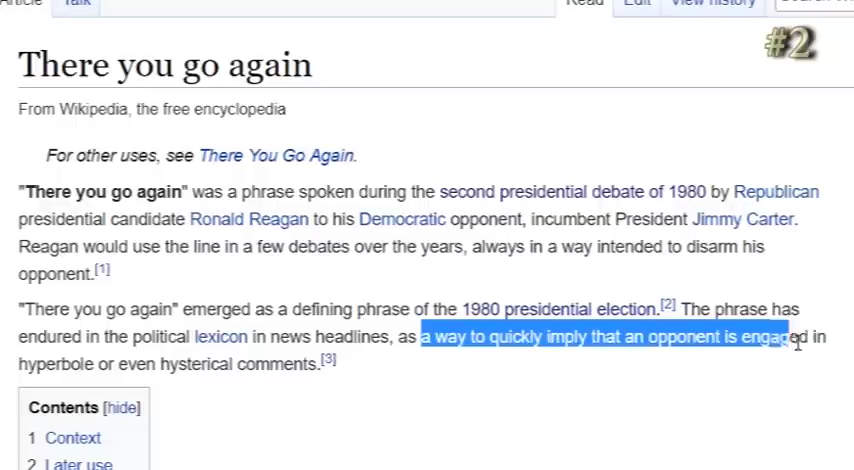 Article Talk Read Edit View history
#2
There you go again
From Wikipedia, the free encyclopedia
For other uses, see There You Go Again.
"There you go again" was a phrase spoken during the second presidential debate of 1980 by Republican
presidential candidate Ronald Reagan to his Democratic opponent, incumbent President Jimmy Carter.
Reagan would use the line in a few debates over the years, always in a way intended to disarm his
opponent.[1]
"There you go again" emerged as a defining phrase of the 1980 presidential election.[2] The phrase has
endured in the political lexicon in news headlines, as a way to quickly imply that an opponent is engaged in
hyperbole or even hysterical comments.[3]
Contents [hide]
1 Context
2 Later use